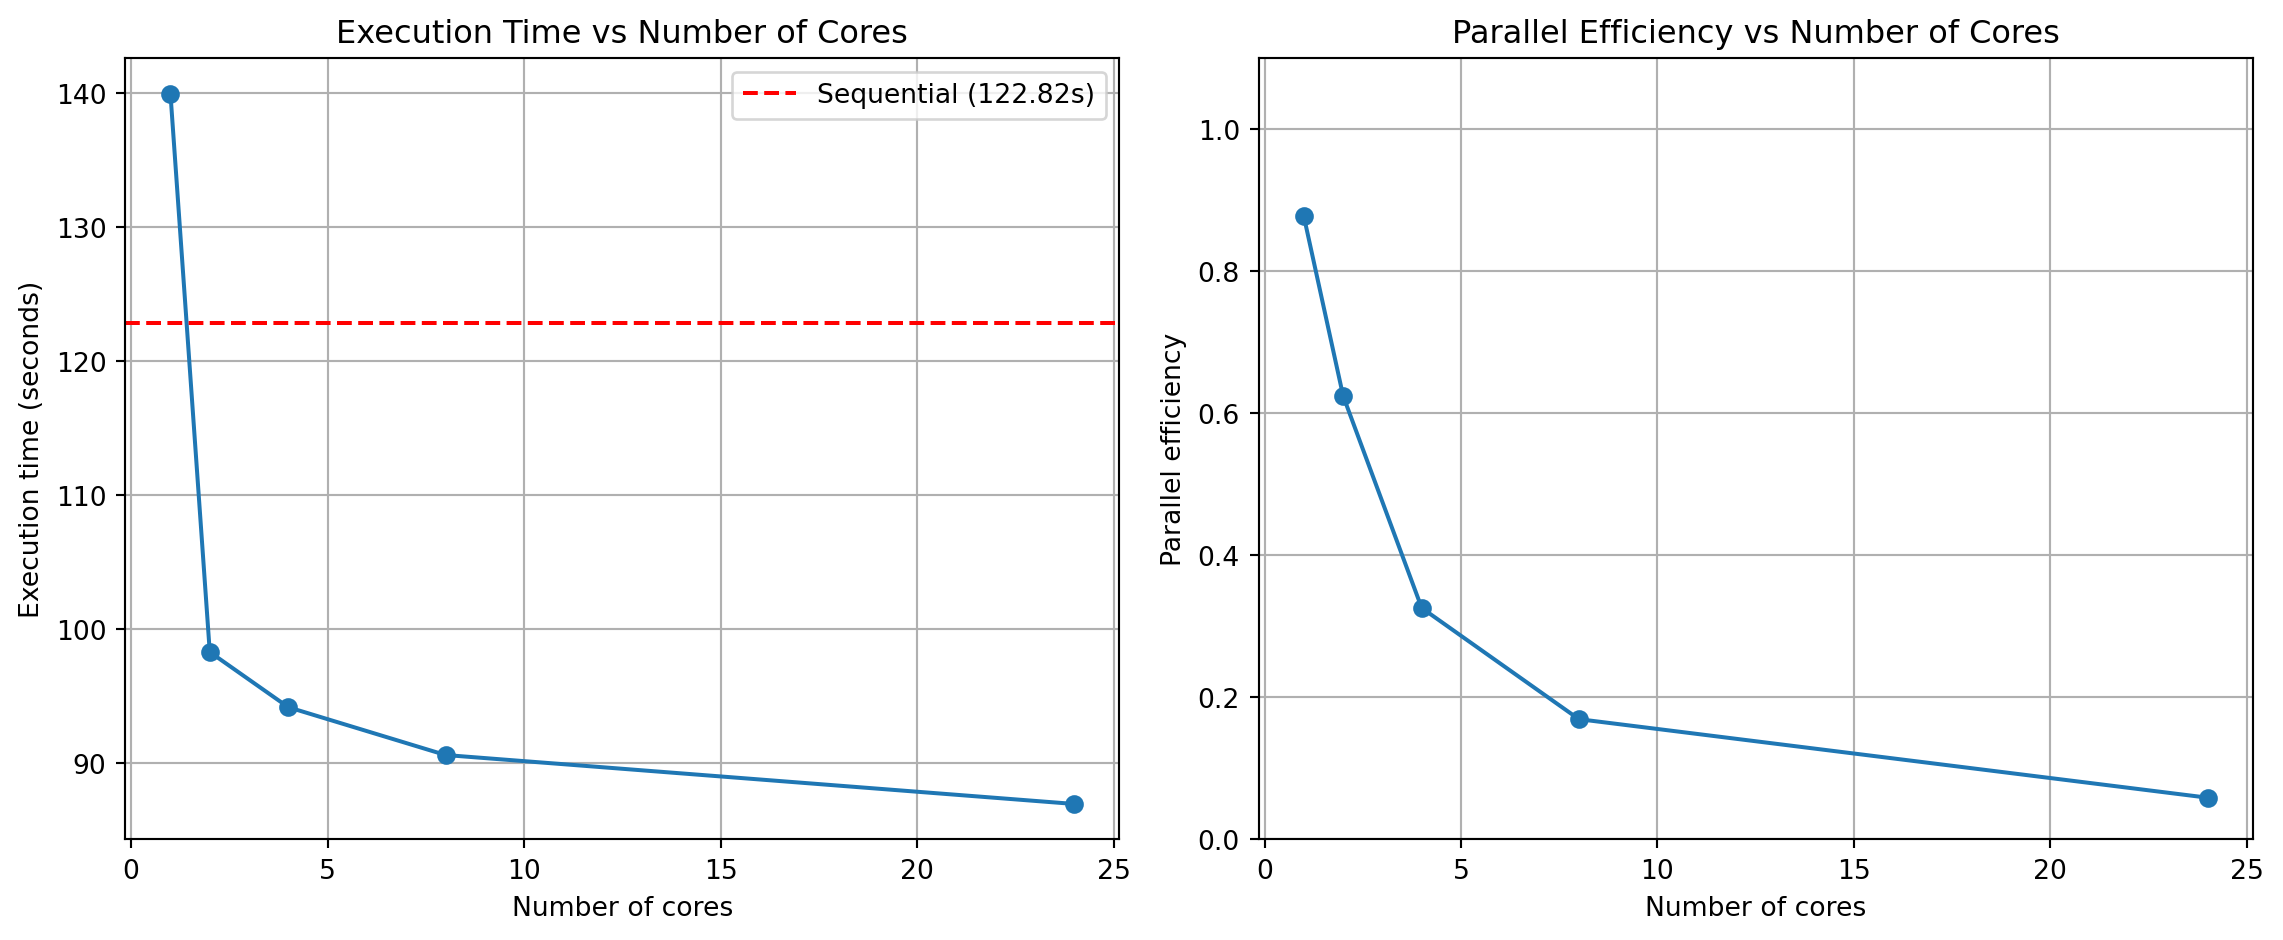 Execution Time vs Number of Cores
Sequential (122.82s)
Execution time (seconds)
140
130
120
110
100
90
0 5 10 15 20 25
Number of cores
Parallel Efficiency vs Number of Cores
Parallel efficiency
1.0
0.8
0.6
0.4
0.2
0.0
0 5 10 15 20 25
Number of cores